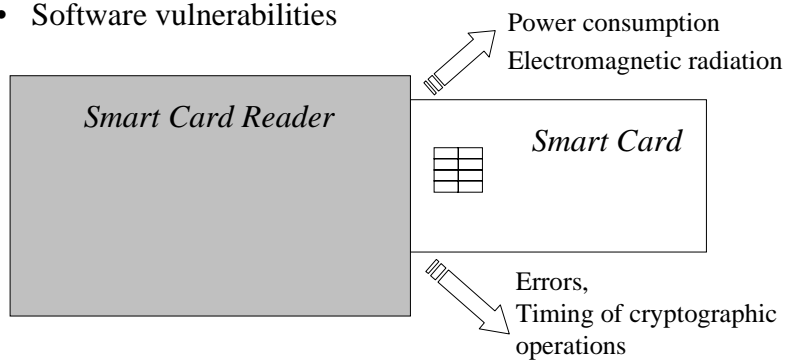 • Software vulnerabilities
Power consumption
Electromagnetic radiation
Smart Card Reader
Smart Card
Errors,
Timing of cryptographic
operations